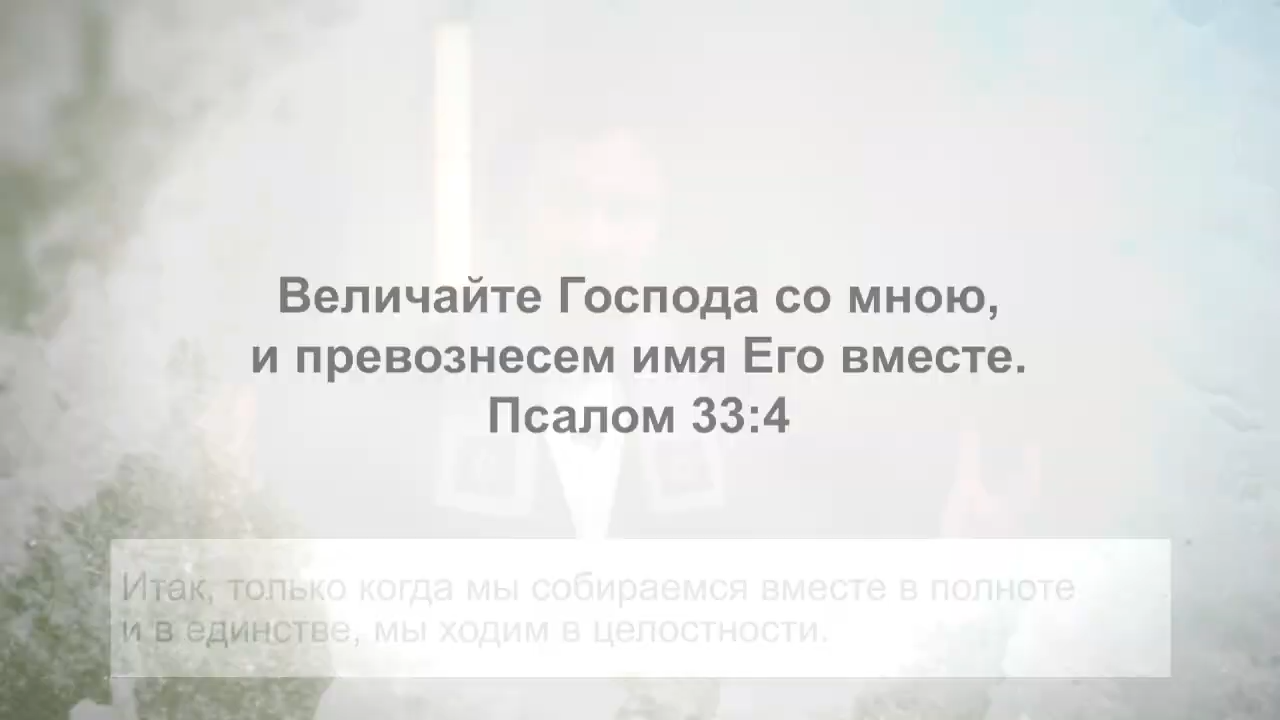 Величайте Господа со мною,
и превознесем имя Его вместе.
Псалом 33:4
Итак, только когда мы собираемся вместе в полноте
и в единстве, мы ходим в целостности.